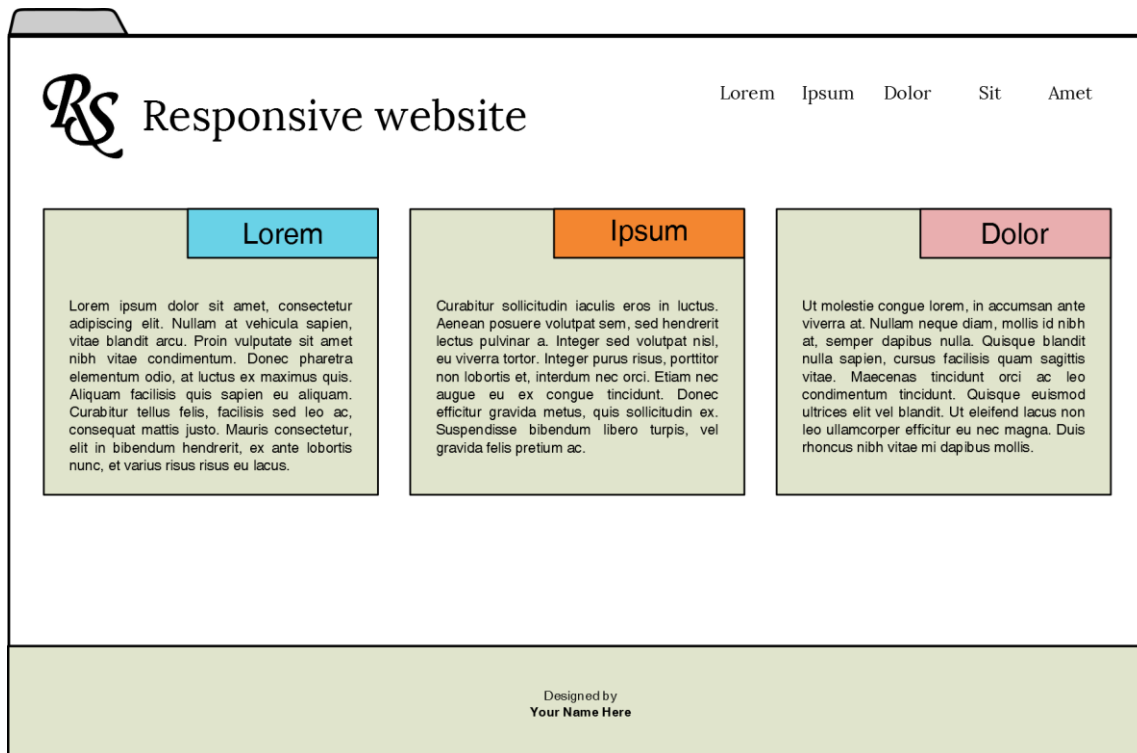 RS
Responsive website
Lorem Ipsum Dolor Sit Amet
Lorem
Lorem ipsum dolor sit amet, consectetur
adipiscing elit. Nullam at vehicula sapien,
vitae blandit arcu. Proin vulputate sit amet
nibh vitae condimentum. Donec pharetra
elementum odio, at luctus ex maximus quis.
Aliquam facilisis quis sapien eu aliquam.
Curabitur tellus felis, facilisis sed leo ac,
consequat mattis justo. Mauris consectetur,
elit in bibendum hendrerit, ex ante lobortis
nunc, et varius risus risus eu lacus.
Ipsum
Curabitur sollicitudin iaculis eros in luctus.
Aenean posuere volutpat sem, sed hendrerit
lectus pulvinar a. Integer sed volutpat nisl,
eu viverra tortor. Integer purus risus, porttitor
non lobortis et, interdum nec orci. Etiam nec
augue eu ex congue tincidunt. Donec
efficitur gravida metus, quis sollicitudin ex.
Suspendisse bibendum libero turpis, vel
gravida felis pretium ac.
Dolor
Ut molestie congue lorem, in accumsan ante
viverra at. Nullam neque diam, mollis id nibh
at, semper dapibus nulla. Quisque blandit
nulla sapien, cursus facilisis quam sagittis
vitae. Maecenas tincidunt orci ac leo
condimentum tincidunt. Quisque euismod
ultrices elit vel blandit. Ut eleifend lacus non
leo ullamcorper efficitur eu nec magna. Duis
rhoncus nibh vitae mi dapibus mollis.
Designed by
Your Name Here